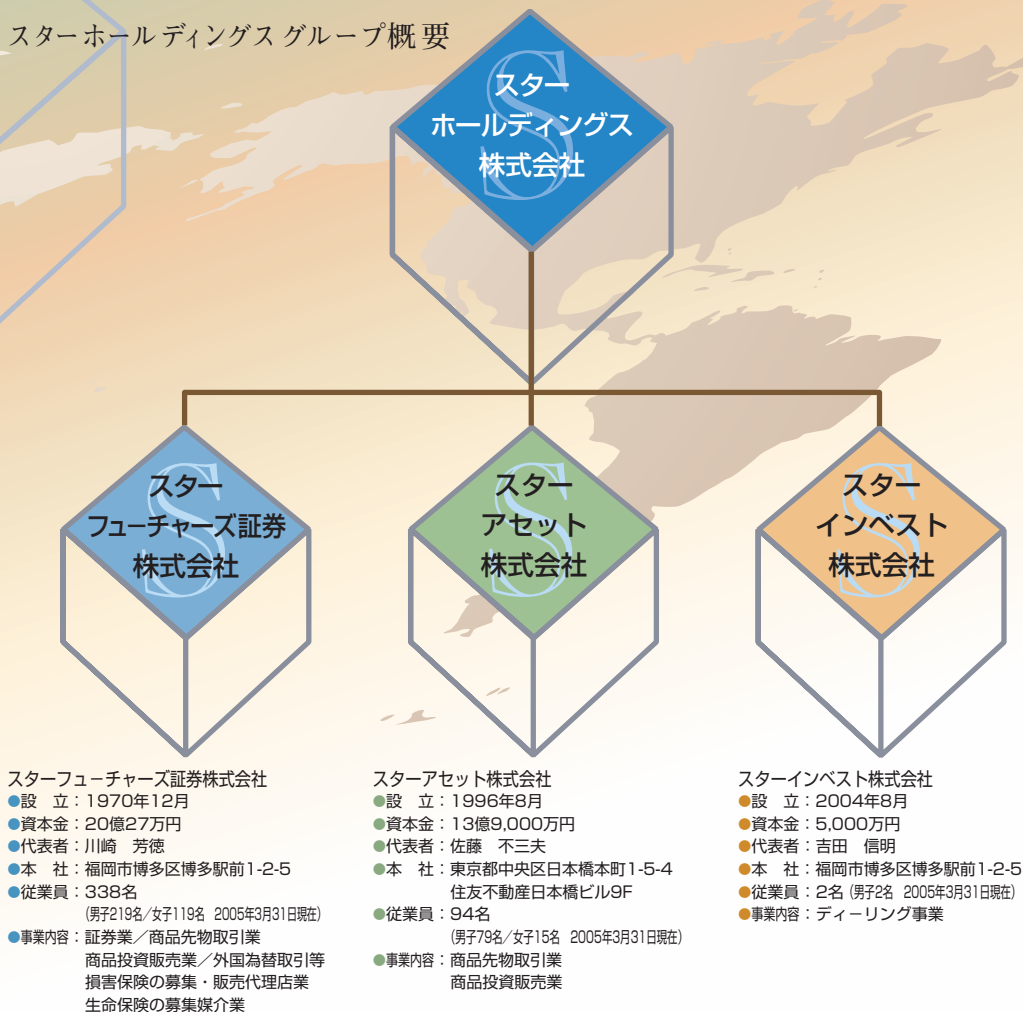 スターホールディングスグループ概要
スター
ホールディングス
株式会社
スター
フューチャーズ証券
株式会社
スター
アセット
株式会社
スター
インベスト
株式会社
スターフューチャーズ証券株式会社
●設　立：1970年12月
●資本金：20億27万円
●代表者：川崎　芳徳
●本　社：福岡市博多区博多駅前1-2-5
●従業員：338名
(男子219名／女子119名　2005年3月31日現在)
●事業内容：証券業／商品先物取引業
商品投資販売業／外国為替取引等
損害保険の募集・販売代理店業
生命保険の募集媒介業
スターアセット株式会社
●設　立：1996年8月
●資本金：13億9,000万円
●代表者：佐藤　不三夫
●本　社：東京都中央区日本橋本町1-5-4
住友不動産日本橋ビル9F
●従業員：94名
(男子79名／女子15名　2005年3月31日現在)
●事業内容：商品先物取引業
商品投資販売業
スターインベスト株式会社
●設　立：2004年8月
●資本金：5,000万円
●代表者：吉田　信明
●本　社：福岡市博多区博多駅前1-2-5
●従業員：2名 (男子2名　2005年3月31日現在)
●事業内容：ディーリング事業